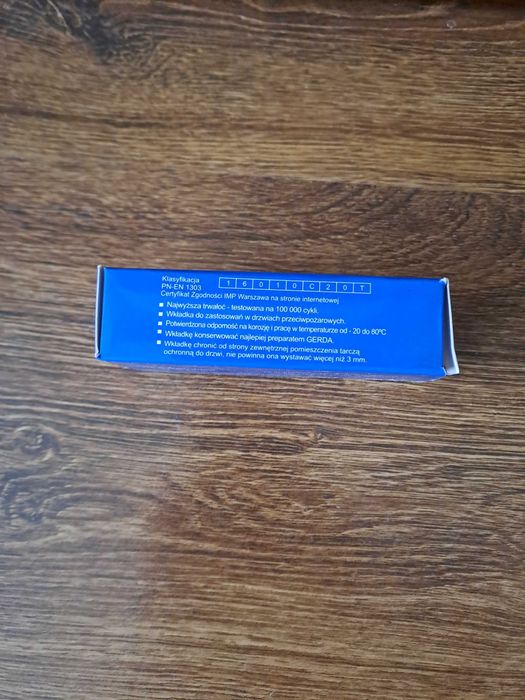 Klasyfikacja
PN-EN 1303 1 6 0 1 0 C 2 0 T
Certyfikat Zgodności IMP Warszawa na stronie internetowej
■ Najwyższa trwałoć - testowana na 100 000 cykli.
■ Wkładka do zastosowań w drzwiach przeciwpożarowych.
■ Potwierdzona odporność na korozję i pracę w temperaturze od - 20 do 80ºC
■ Wkładkę konserwować najlepiej preparatem GERDA.
■ Wkładkę chronić od strony zewnętrznej pomieszczenia tarczą
ochronną do drzwi, nie powinna ona wystawać więcej niż 3 mm.